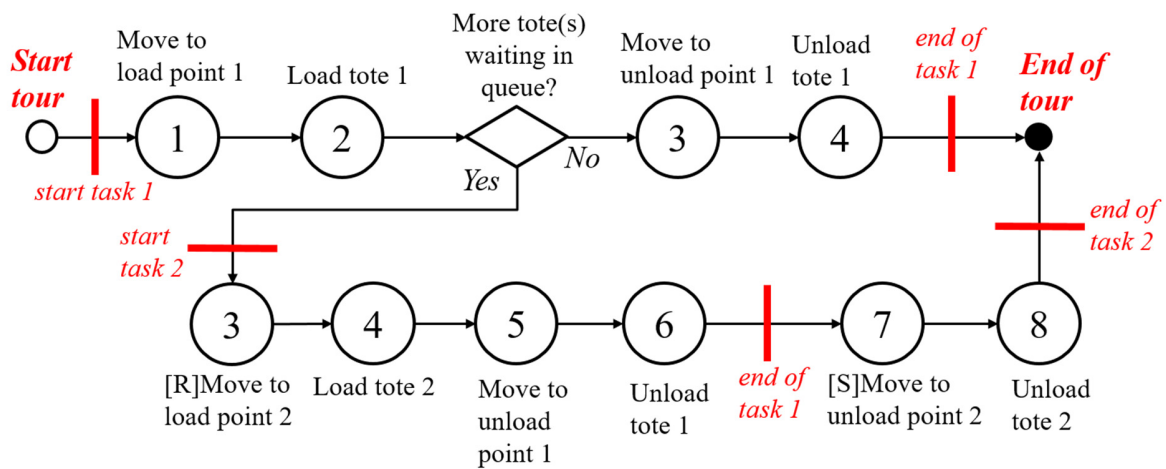 Start
tour
start task 1
Move to
load point 1
1
Load tote 1
2
More tote(s)
waiting in
queue?
Yes
No
Move to
unload point 1
3
Unload
tote 1
4
end of
task 1
End of
tour
start
task 2
3
[R]Move to
load point 2
4
Load tote 2
5
Move to
unload
point 1
6
Unload
tote 1
end of
task 1
7
[S]Move to
unload point 2
8
Unload
tote 2
end of
task 2